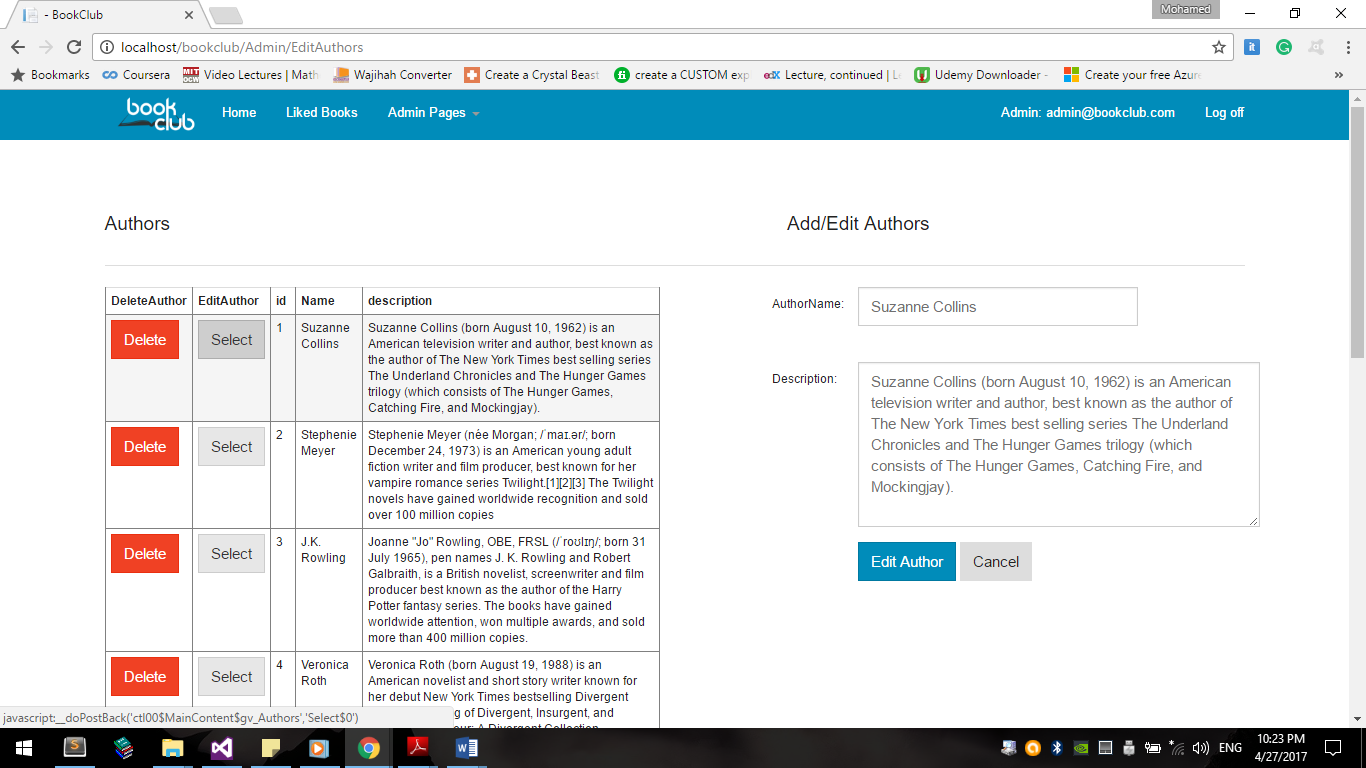 - BookClub
Mohamed
localhost/bookclub/Admin/EditAuthors
Bookmarks
Coursera
Video Lectures | Math
Wajihah Converter
Create a Crystal Beast
create a CUSTOM exp
Lecture, continued | Le
Udemy Downloader -
Create your free Azure
»
book club
Home
Liked Books
Admin Pages
Admin: admin@bookclub.com
Log off
Authors
Add/Edit Authors
DeleteAuthor EditAuthor id Name description
Delete Select 1 Suzanne Collins
Suzanne Collins (born August 10, 1962) is an
American television writer and author, best known as
the author of The New York Times best selling series
The Underland Chronicles and The Hunger Games
trilogy (which consists of The Hunger Games,
Catching Fire, and Mockingjay).
Delete Select 2 Stephenie Meyer
Stephenie Meyer (née Morgan; /ˈmaɪ.ər/; born
December 24, 1973) is an American young adult
fiction writer and film producer, best known for her
vampire romance series Twilight.[1][2][3] The Twilight
novels have gained worldwide recognition and sold
over 100 million copies
Delete Select 3 J.K. Rowling
Joanne "Jo" Rowling, OBE, FRSL (/ˈroʊlɪŋ/; born 31
July 1965), pen names J. K. Rowling and Robert
Galbraith, is a British novelist, screenwriter and film
producer best known as the author of the Harry
Potter fantasy series. The books have gained
worldwide attention, won multiple awards, and sold
more than 400 million copies.
Delete Select 4 Veronica Roth
Veronica Roth (born August 19, 1988) is an
American novelist and short story writer known for
her debut New York Times bestselling Divergent
g of Divergent, Insurgent, and
A Divergent Collection
AuthorName:
Suzanne Collins
Description:
Suzanne Collins (born August 10, 1962) is an American
television writer and author, best known as the author of
The New York Times best selling series The Underland
Chronicles and The Hunger Games trilogy (which
consists of The Hunger Games, Catching Fire, and
Mockingjay).
Edit Author
Cancel
javascript:__doPostBack('ctl00$MainContent$gv_Authors','Select$0')
ENG
10:23 PM
4/27/2017